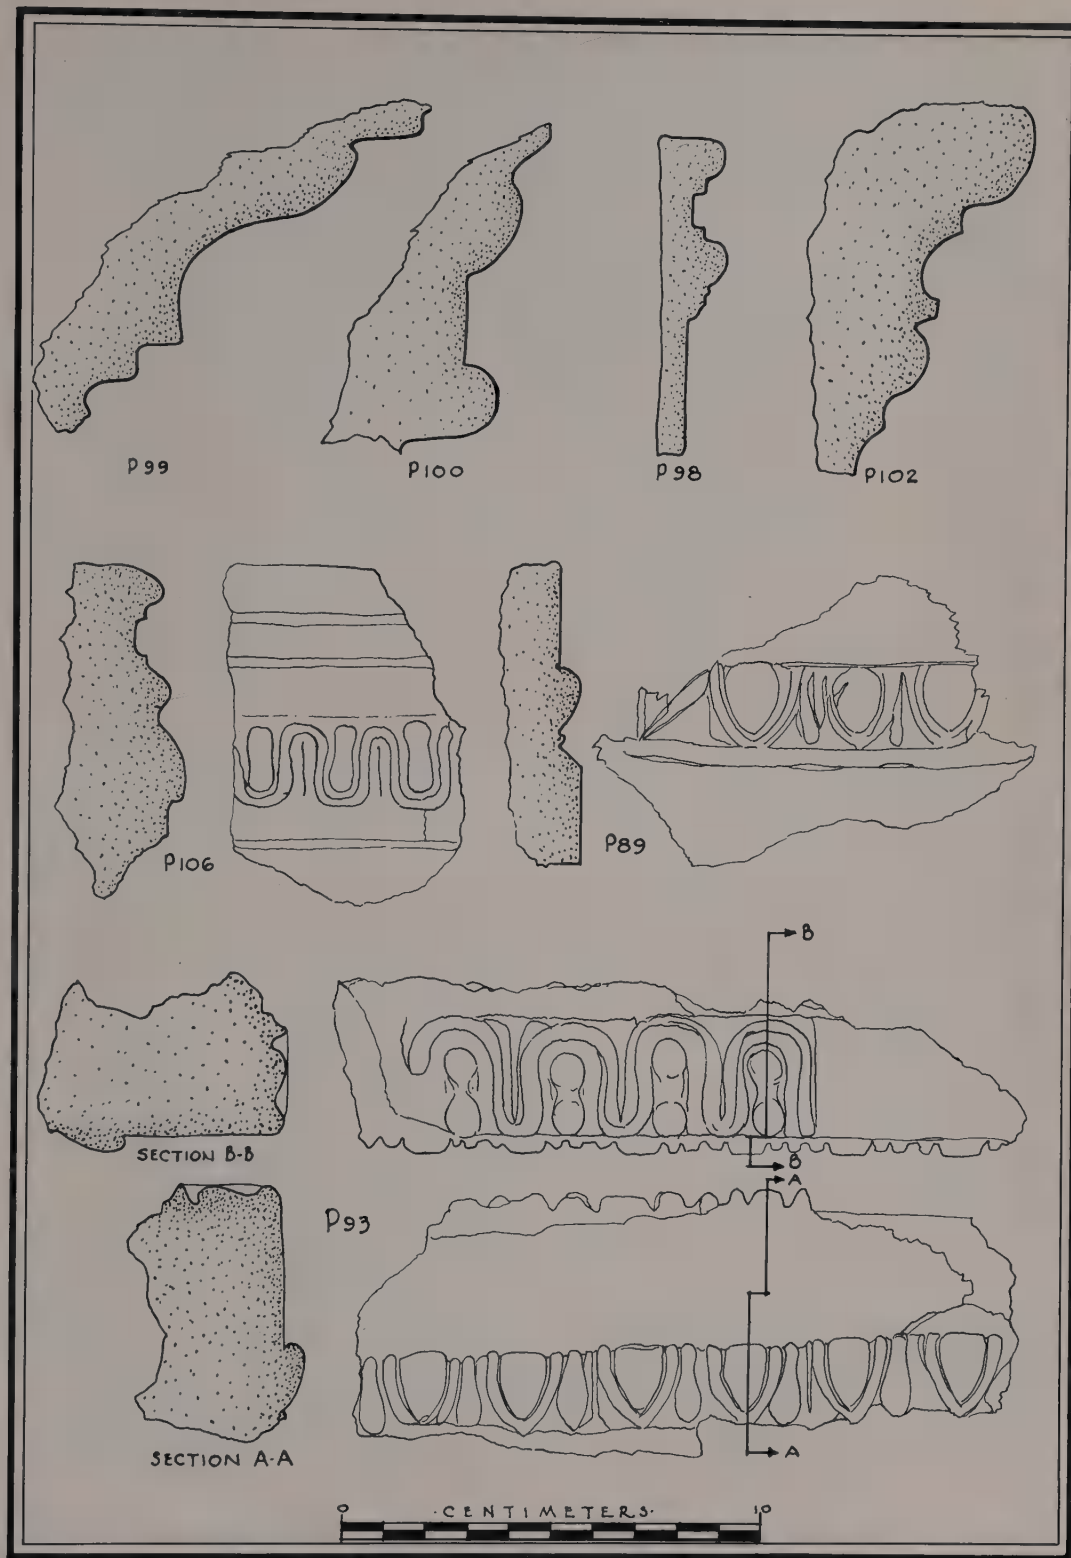 P99
P100
P98
P102
P106
P89
B
SECTION B-B
B
A
P93
A
SECTION A-A
0 ·CENTIMETERS· 10